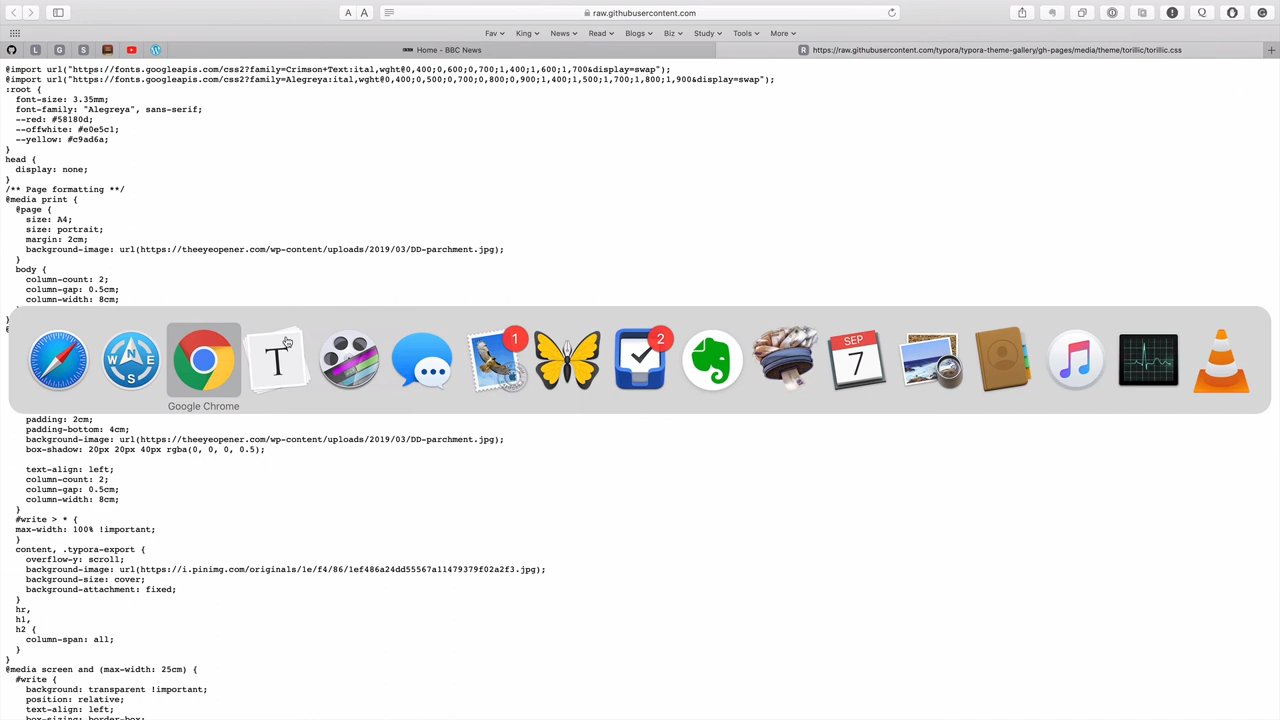 A A
raw.githubusercontent.com
Fav King News Read Blogs Biz Study Tools More
L G S
Home - BBC News
R https://raw.githubusercontent.com/typora/typora-theme-gallery/gh-pages/media/theme/torillic/torillic.css
@import url("https://fonts.googleapis.com/css2?family=Crimson+Text:ital,wght@0,400;0,600;0,700;1,400;1,600;1,700&display=swap");
@import url("https://fonts.googleapis.com/css2?family=Alegreya:ital,wght@0,400;0,500;0,700;0,800;0,900;1,400;1,500;1,700;1,800;1,900&display=swap");
:root {
font-size: 3.35mm;
font-family: "Alegreya", sans-serif;
--red: #58180d;
--offwhite: #e0e5c1;
--yellow: #c9ad6a;
}
head {
display: none;
}
/** Page formatting **/
@media print {
@page {
size: A4;
size: portrait;
margin: 2cm;
background-image: url(https://theeyeopener.com/wp-content/uploads/2019/03/DD-parchment.jpg);
}
body {
column-count: 2;
column-gap: 0.5cm;
column-width: 8cm;
N
W E
S
T
1
2
SEP
7
Google Chrome
padding: 2cm;
padding-bottom: 4cm;
background-image: url(https://theeyeopener.com/wp-content/uploads/2019/03/DD-parchment.jpg);
box-shadow: 20px 20px 40px rgba(0, 0, 0, 0.5);
text-align: left;
column-count: 2;
column-gap: 0.5cm;
column-width: 8cm;
}
#write > * {
max-width: 100% !important;
}
content, .typora-export {
overflow-y: scroll;
background-image: url(https://i.pinimg.com/originals/1e/f4/86/1ef486a24dd55567a11479379f02a2f3.jpg);
background-size: cover;
background-attachment: fixed;
}
hr,
h1,
h2 {
column-span: all;
}
}
@media screen and (max-width: 25cm) {
#write {
background: transparent !important;
position: relative;
text-align: left;
box-sizing: border-box;